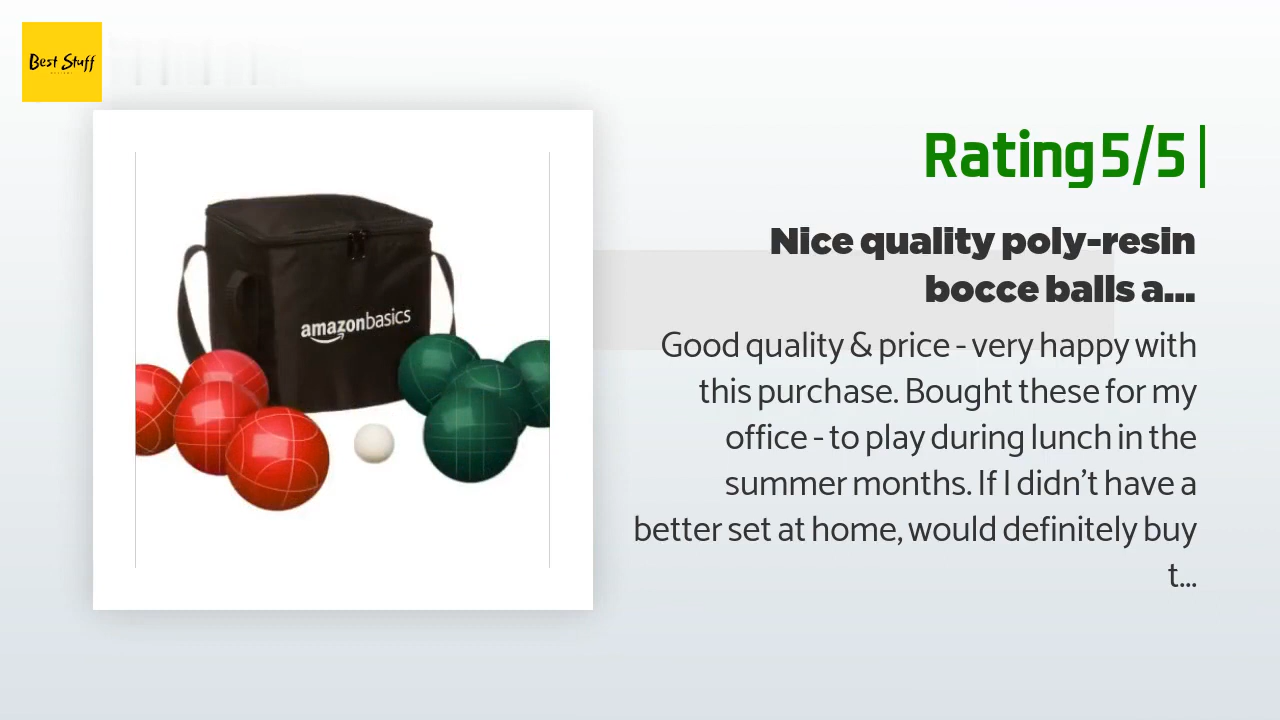 Best Stuff
Rating 5/5
Nice quality poly-resin
bocce balls a...
Good quality & price - very happy with
this purchase. Bought these for my
office - to play during lunch in the
summer months. If I didn't have a
better set at home, would definitely buy
t...
amazonbasics